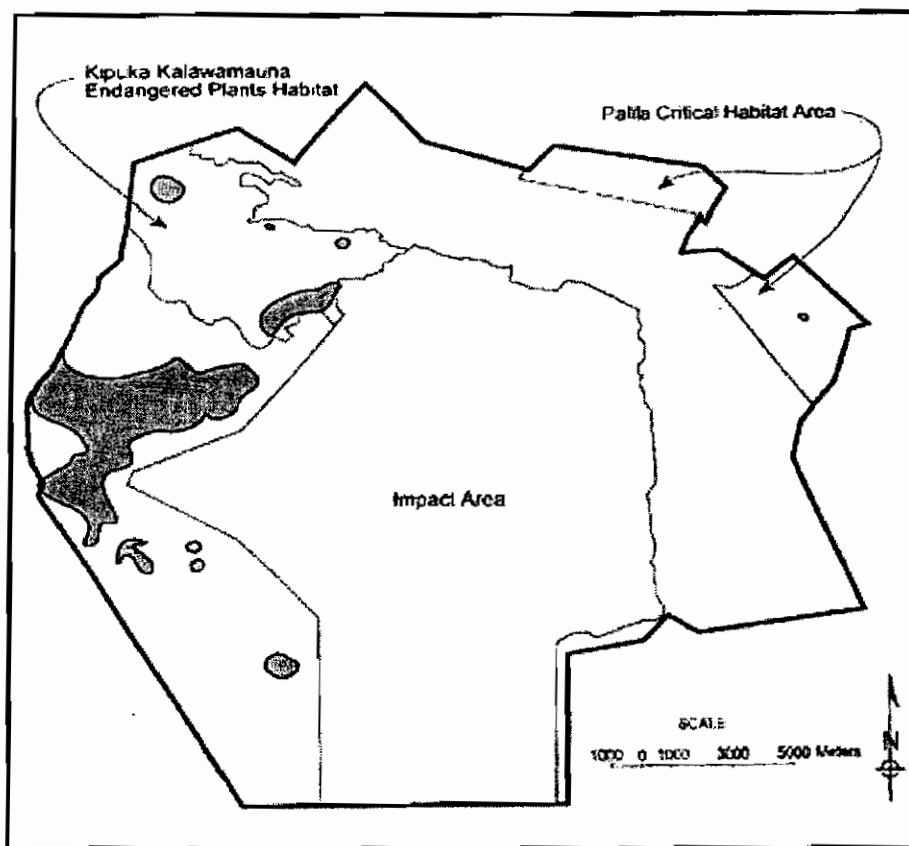 Kipuka Kalawamauna
Endangered Plants Habitat
Palila Critical Habitat Area
Impact Area
SCALE
1000 0 1000 3000 5000 Meters
N